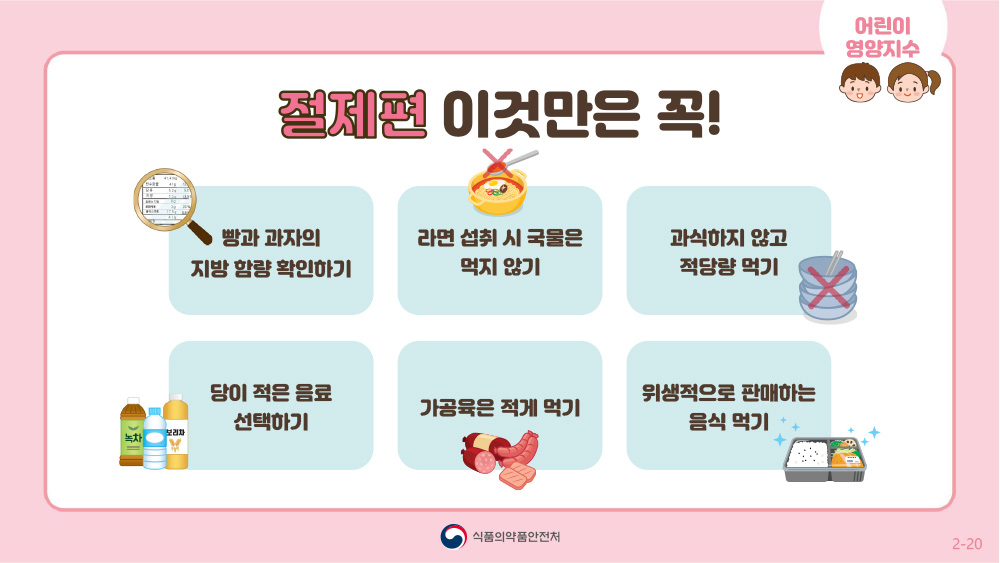 어린이
영양지수
절제편 이것만은 꼭!
빵과 과자의
지방 함량 확인하기
라면 섭취 시 국물은
먹지 않기
과식하지 않고
적당량 먹기
당이 적은 음료
선택하기
녹차
보리차
가공육은 적게 먹기
위생적으로 판매하는
음식 먹기
식품의약품안전처
2-20